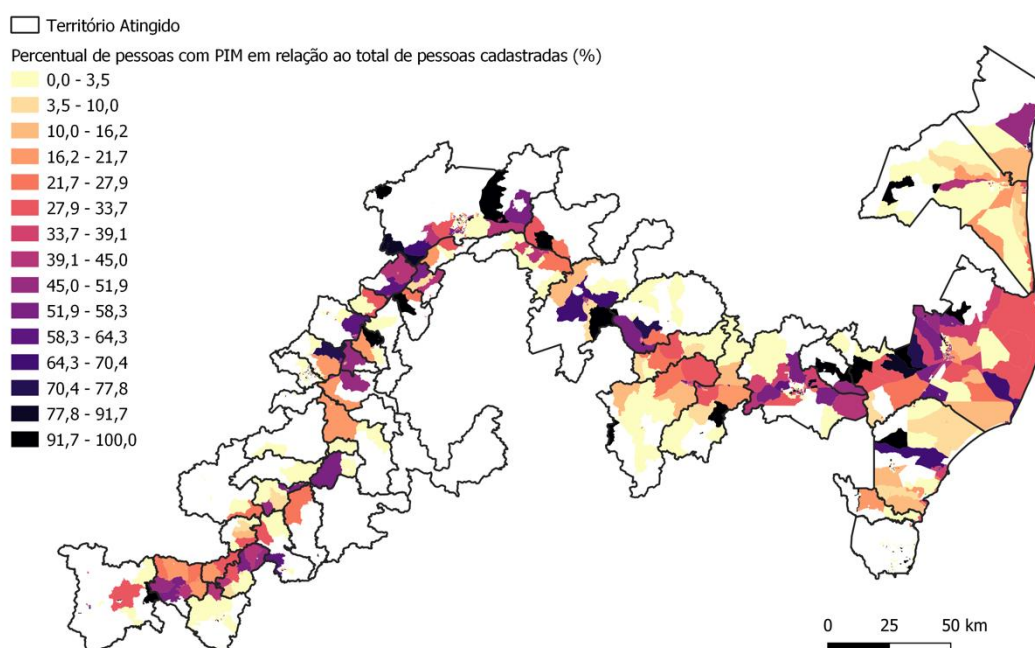 Território Atingido
Percentual de pessoas com PIM em relação ao total de pessoas cadastradas (%)
0,0 - 3,5
3,5 - 10,0
10,0 - 16,2
16,2 - 21,7
21,7 - 27,9
27,9 - 33,7
33,7 - 39,1
39,1 - 45,0
45,0 - 51,9
51,9 - 58,3
58,3 - 64,3
64,3 - 70,4
70,4 - 77,8
77,8 - 91,7
91,7 - 100,0
0 25 50 km